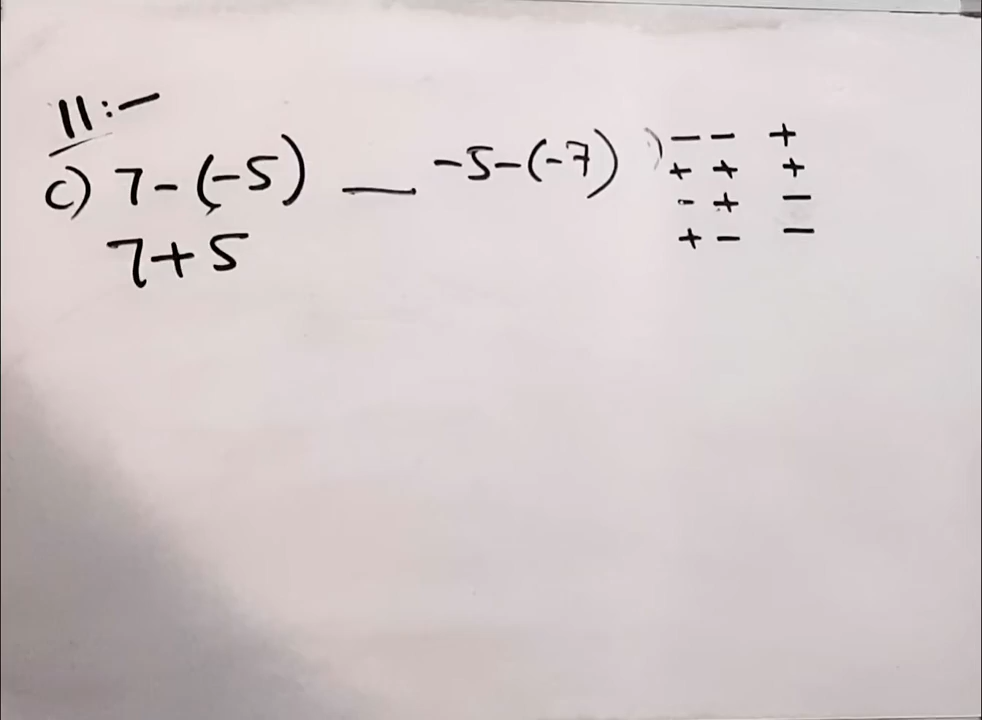 11:-
c) 7-(-5) __ -5-(-7)
7+5
) -- +
++ +
-+ -
+- -